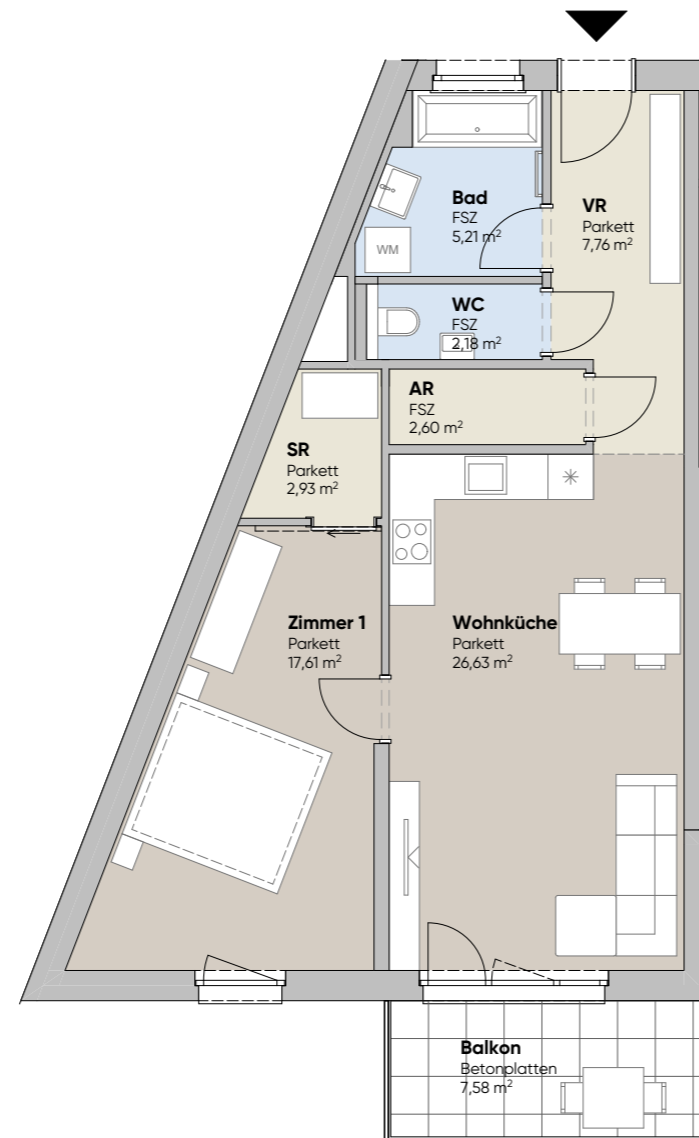 Bad
FSZ
5,21 m²
VR
Parkett
7,76 m²
WM
WC
FSZ
2,18 m²
AR
FSZ
2,60 m²
SR
Parkett
2,93 m²
Zimmer 1
Parkett
17,61 m²
Wohnküche
Parkett
26,63 m²
Balkon
Betonplatten
7,58 m²